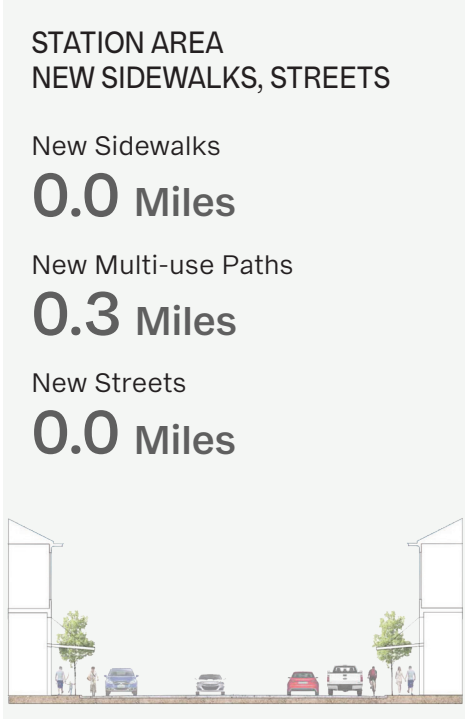 STATION AREA
NEW SIDEWALKS, STREETS
New Sidewalks
0.0 Miles
New Multi-use Paths
0.3 Miles
New Streets
0.0 Miles